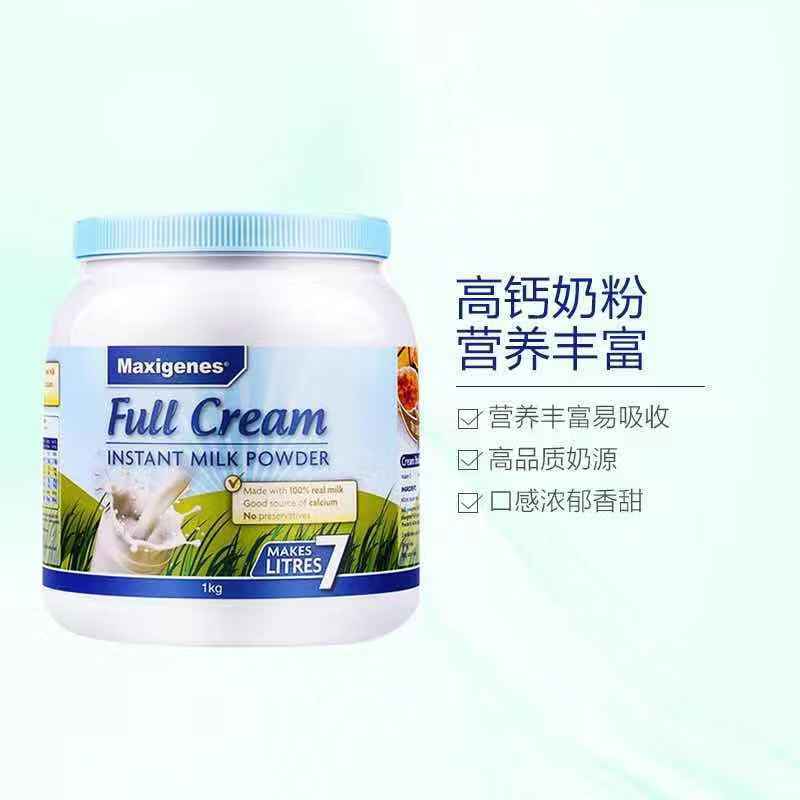 Maxigenes®
Full Cream
INSTANT MILK POWDER
Made with 100% real milk
Good source of calcium
No preservatives
MAKES
7
LITRES
1kg
高钙奶粉
营养丰富
营养丰富易吸收
高品质奶源
口感浓郁香甜